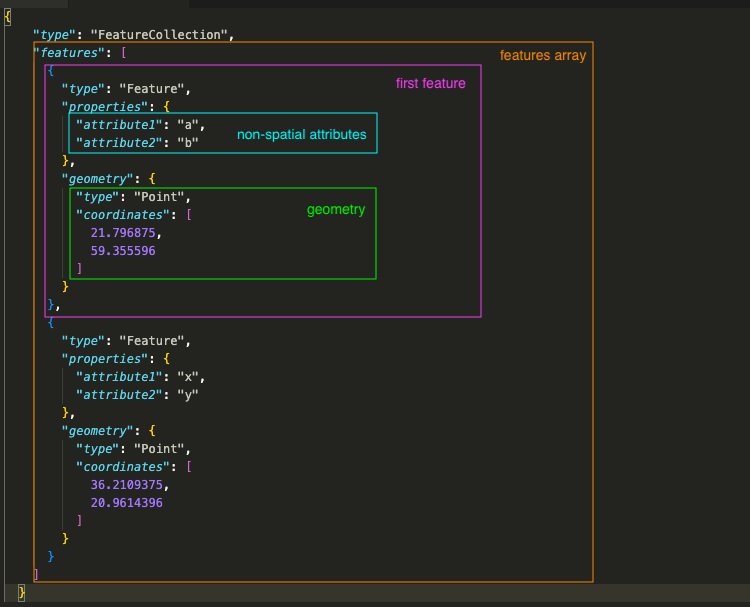 {
"type": "FeatureCollection",
"features": [
features array
{
first feature
"type": "Feature",
"properties": {
"attribute1": "a",
non-spatial attributes
"attribute2": "b"
},
"geometry": {
"type": "Point",
geometry
"coordinates": [
21.796875,
59.355596
]
}
},
{
"type": "Feature",
"properties": {
"attribute1": "x",
"attribute2": "y"
},
"geometry": {
"type": "Point",
"coordinates": [
36.2109375,
20.9614396
]
}
}
]
}